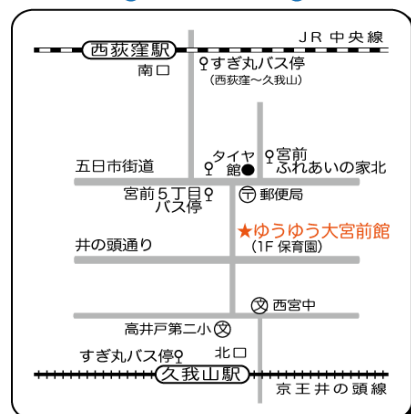 JR中央線
西荻窪駅
南口
すぎ丸バス停
(西荻窪〜久我山)
タイヤ
館
宮前
ふれあいの家北
五日市街道
宮前5丁目
バス停
〒郵便局
★ゆうゆう大宮前館
(1F 保育園)
井の頭通り
文 西宮中
高井戸第二小 文
すぎ丸バス停
北口
久我山駅
京王井の頭線